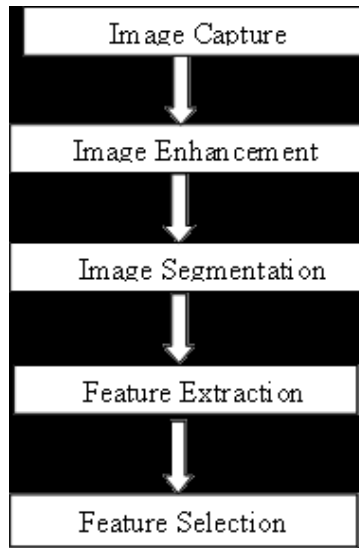 Image Capture
Image Enhancement
Image Segmentation
Feature Extraction
Feature Selection